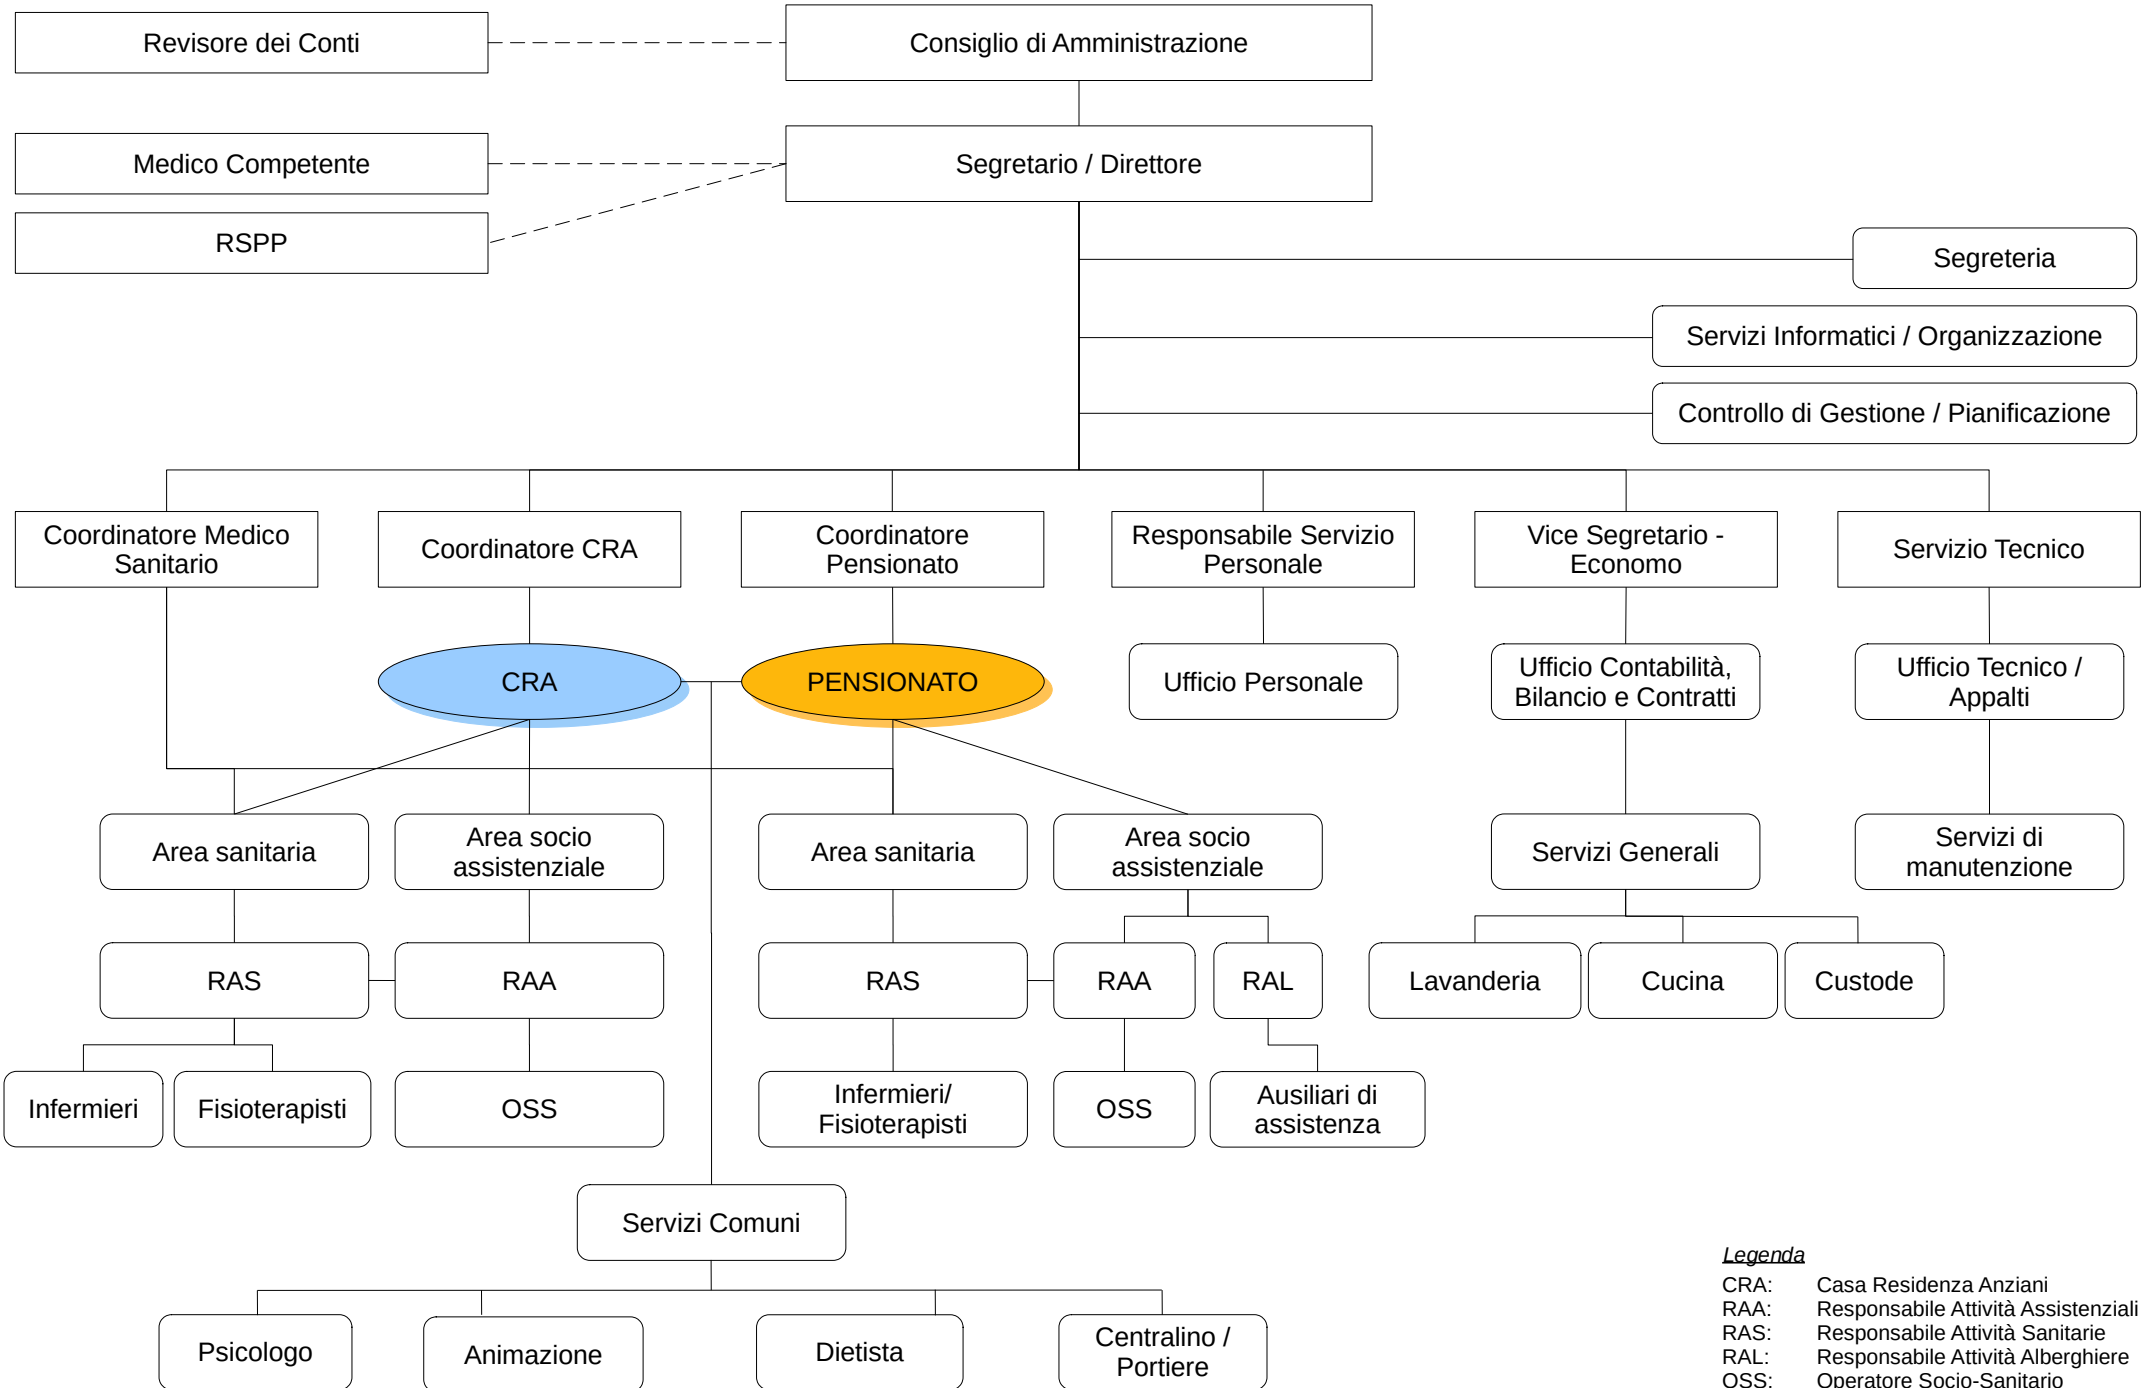 Revisore dei Conti
Consiglio di Amministrazione
Medico Competente
Segretario / Direttore
RSPP
Segreteria
Servizi Informatici / Organizzazione
Controllo di Gestione / Pianificazione
Coordinatore Medico
Sanitario
Coordinatore CRA
Coordinatore
Pensionato
Responsabile Servizio
Personale
Vice Segretario -
Economo
Servizio Tecnico
CRA
PENSIONATO
Ufficio Personale
Ufficio Contabilità,
Bilancio e Contratti
Ufficio Tecnico /
Appalti
Area sanitaria
Area socio
assistenziale
Area sanitaria
Area socio
assistenziale
Servizi Generali
Servizi di
manutenzione
RAS
RAA
RAS
RAA
RAL
Lavanderia
Cucina
Custode
Infermieri
Fisioterapisti
OSS
Infermieri/
Fisioterapisti
OSS
Ausiliari di
assistenza
Servizi Comuni
Psicologo
Animazione
Dietista
Centralino /
Portiere
Legenda
CRA: Casa Residenza Anziani
RAA: Responsabile Attività Assistenziali
RAS: Responsabile Attività Sanitarie
RAL: Responsabile Attività Alberghiere
OSS: Operatore Socio-Sanitario